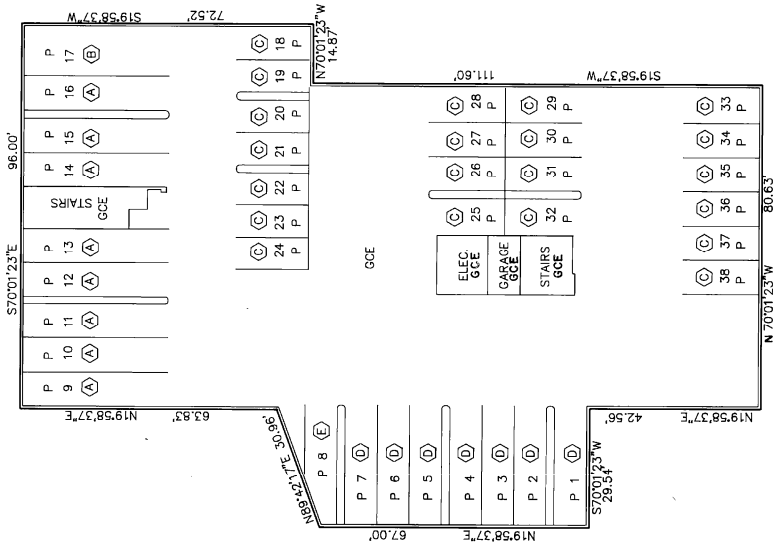 S19°58'37"W
72.52'
96.00'
S70°01'23"E
P 17 B
P 16 A
P 15 A
P 14 A
STAIRS
GCE
P 13 A
P 12 A
P 11 A
P 10 A
P 9 A
C 18 P
C 19 P
C 20 P
C 21 P
C 22 P
C 23 P
C 24 P
N70°01'23"W
14.87'
111.60'
S19°58'37"W
GCE
C 28 P
C 27 P
C 26 P
C 25 P
C 29 P
C 30 P
C 31 P
C 32 P
ELEC.
GCE
GARAGE
GCE
STAIRS
GCE
C 33 P
C 34 P
C 35 P
C 36 P
C 37 P
C 38 P
80.63'
N 70°01'23"W
N19°58'37"E
63.83'
N89°42'17"E 30.96'
P 8 E
P 7 D
P 6 D
P 5 D
P 4 D
P 3 D
P 2 D
P 1 D
67.00'
N19°58'37"E
S70°01'23"W
29.54'
42.56'
N19°58'37"E